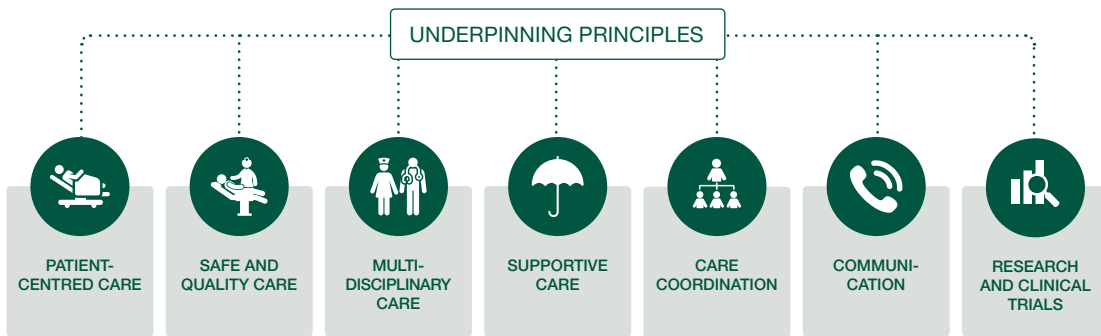 UNDERPINNING PRINCIPLES
PATIENT-
CENTRED CARE
SAFE AND
QUALITY CARE
MULTI-
DISCIPLINARY
CARE
SUPPORTIVE
CARE
CARE
COORDINATION
COMMUNI-
CATION
RESEARCH
AND CLINICAL
TRIALS